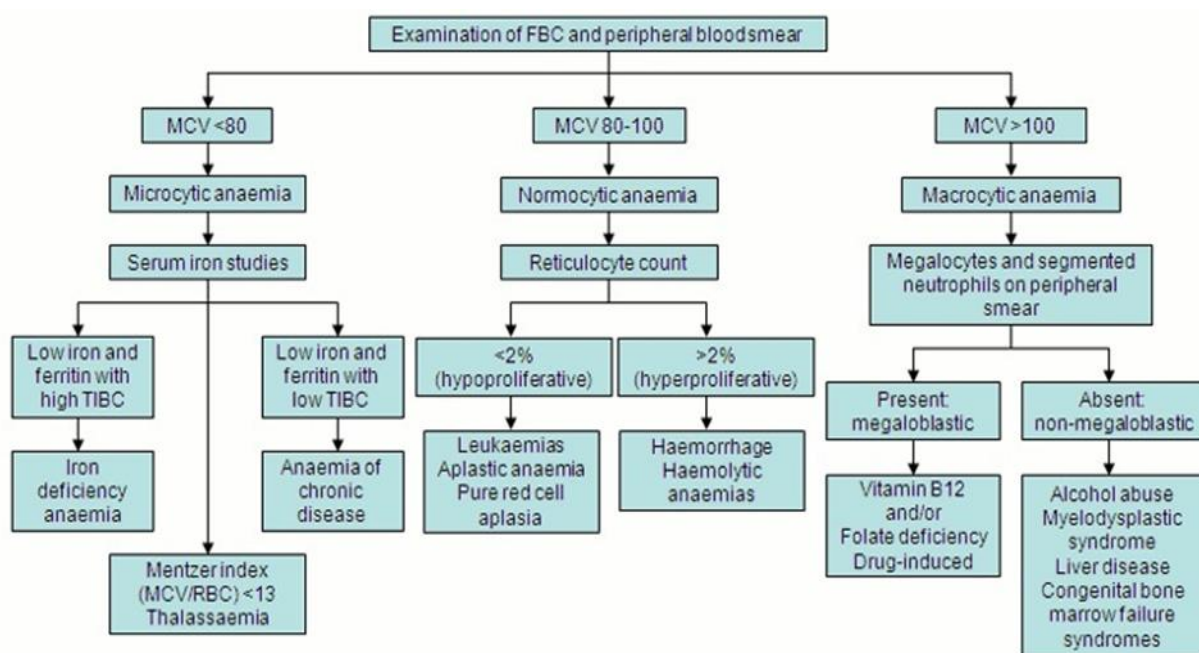 Examination of FBC and peripheral blood smear
MCV <80
MCV 80-100
MCV >100
Microcytic anaemia
Normocytic anaemia
Macrocytic anaemia
Serum iron studies
Reticulocyte count
Megalocytes and segmented
neutrophils on peripheral
smear
Low iron and
ferritin with
high TIBC
Low iron and
ferritin with
low TIBC
<2%
(hypoproliferative)
>2%
(hyperproliferative)
Present:
megaloblastic
Absent:
non-megaloblastic
Iron
deficiency
anaemia
Anaemia of
chronic
disease
Leukaemias
Aplastic anaemia
Pure red cell
aplasia
Haemorrhage
Haemolytic
anaemias
Vitamin B12
and/or
Folate deficiency
Drug-induced
Alcohol abuse
Myelodysplastic
syndrome
Liver disease
Congenital bone
marrow failure
syndromes
Mentzer index
(MCV/RBC) <13
Thalassaemia